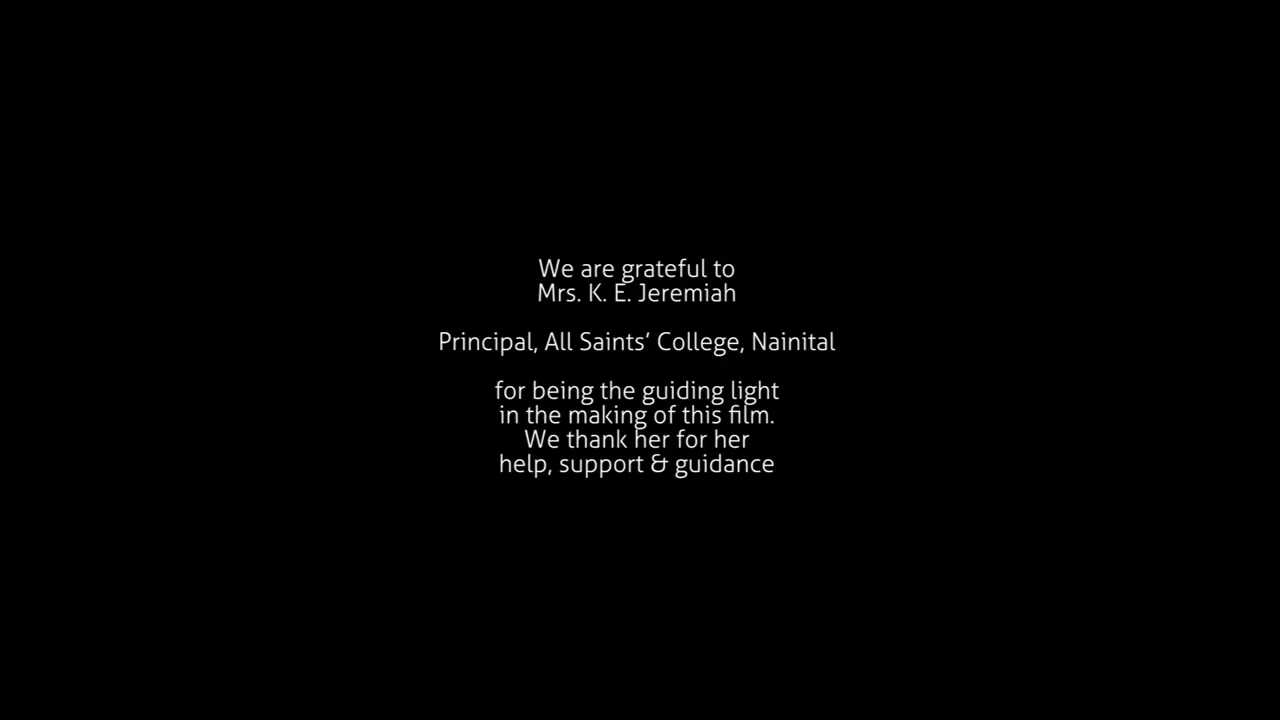 We are grateful to
Mrs. K. E. Jeremiah
Principal, All Saints’ College, Nainital
for being the guiding light
in the making of this film.
We thank her for her
help, support & guidance